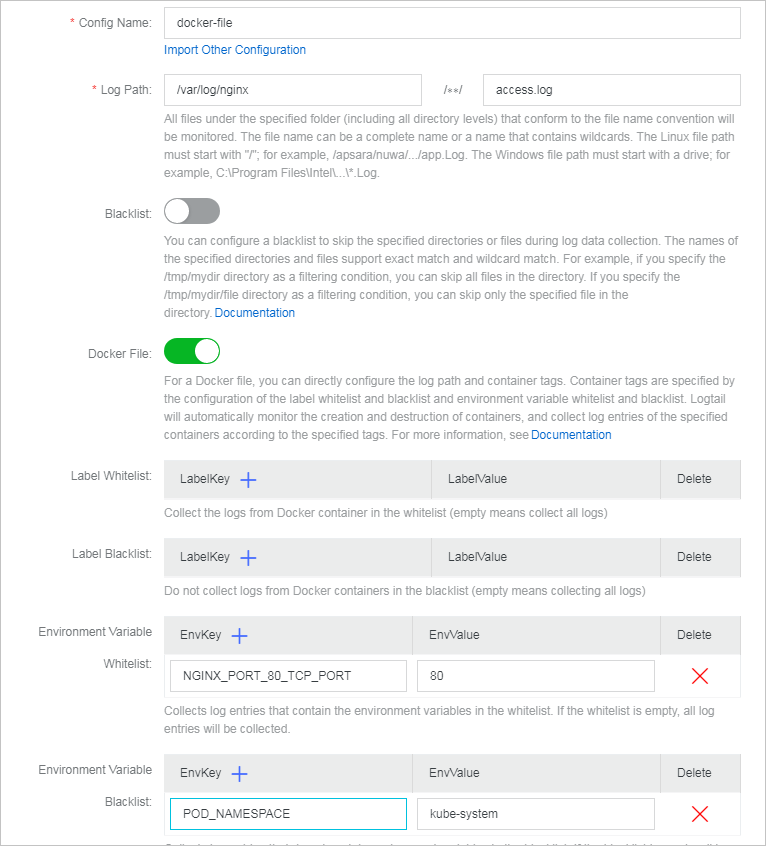 * Config Name: docker-file
Import Other Configuration
* Log Path: /var/log/nginx /**/ access.log
All files under the specified folder (including all directory levels) that conform to the file name convention will
be monitored. The file name can be a complete name or a name that contains wildcards. The Linux file path
must start with "/"; for example, /apsara/nuwa/.../app.Log. The Windows file path must start with a drive; for
example, C:\Program Files\Intel\...\*.Log.
Blacklist:
You can configure a blacklist to skip the specified directories or files during log data collection. The names of
the specified directories and files support exact match and wildcard match. For example, if you specify the
/tmp/mydir directory as a filtering condition, you can skip all files in the directory. If you specify the
/tmp/mydir/file directory as a filtering condition, you can skip only the specified file in the
directory. Documentation
Docker File:
For a Docker file, you can directly configure the log path and container tags. Container tags are specified by
the configuration of the label whitelist and blacklist and environment variable whitelist and blacklist. Logtail
will automatically monitor the creation and destruction of containers, and collect log entries of the specified
containers according to the specified tags. For more information, see Documentation
Label Whitelist: LabelKey + LabelValue Delete
Collect the logs from Docker container in the whitelist (empty means collect all logs)
Label Blacklist: LabelKey + LabelValue Delete
Do not collect logs from Docker containers in the blacklist (empty means collecting all logs)
Environment Variable EnvKey + EnvValue Delete
Whitelist: NGINX_PORT_80_TCP_PORT 80
Collects log entries that contain the environment variables in the whitelist. If the whitelist is empty, all log
entries will be collected.
Environment Variable EnvKey + EnvValue Delete
Blacklist: POD_NAMESPACE kube-system